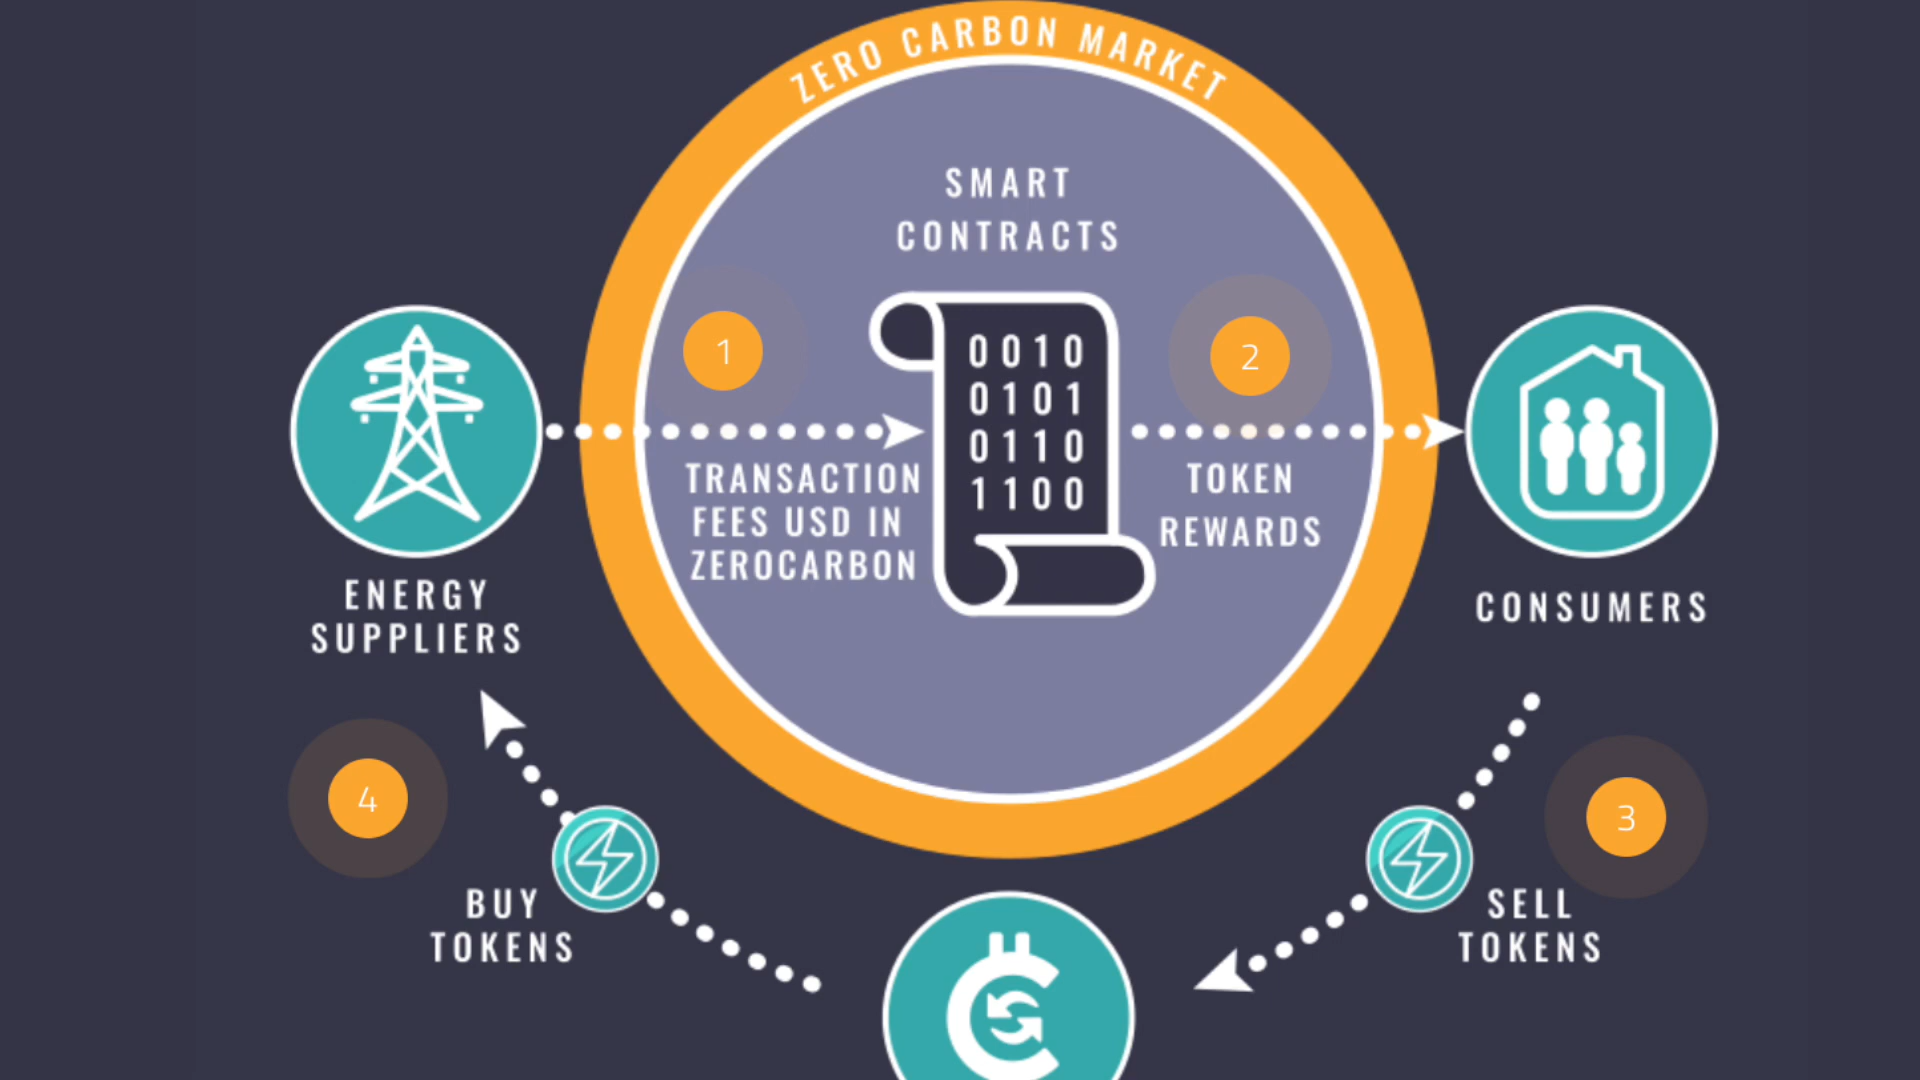 ZERO CARBON MARKET
SMART
CONTRACTS
1
2
0010
0101
0110
1100
TRANSACTION
FEES USD IN
ZEROCARBON
TOKEN
REWARDS
ENERGY
SUPPLIERS
CONSUMERS
4
3
BUY
TOKENS
SELL
TOKENS